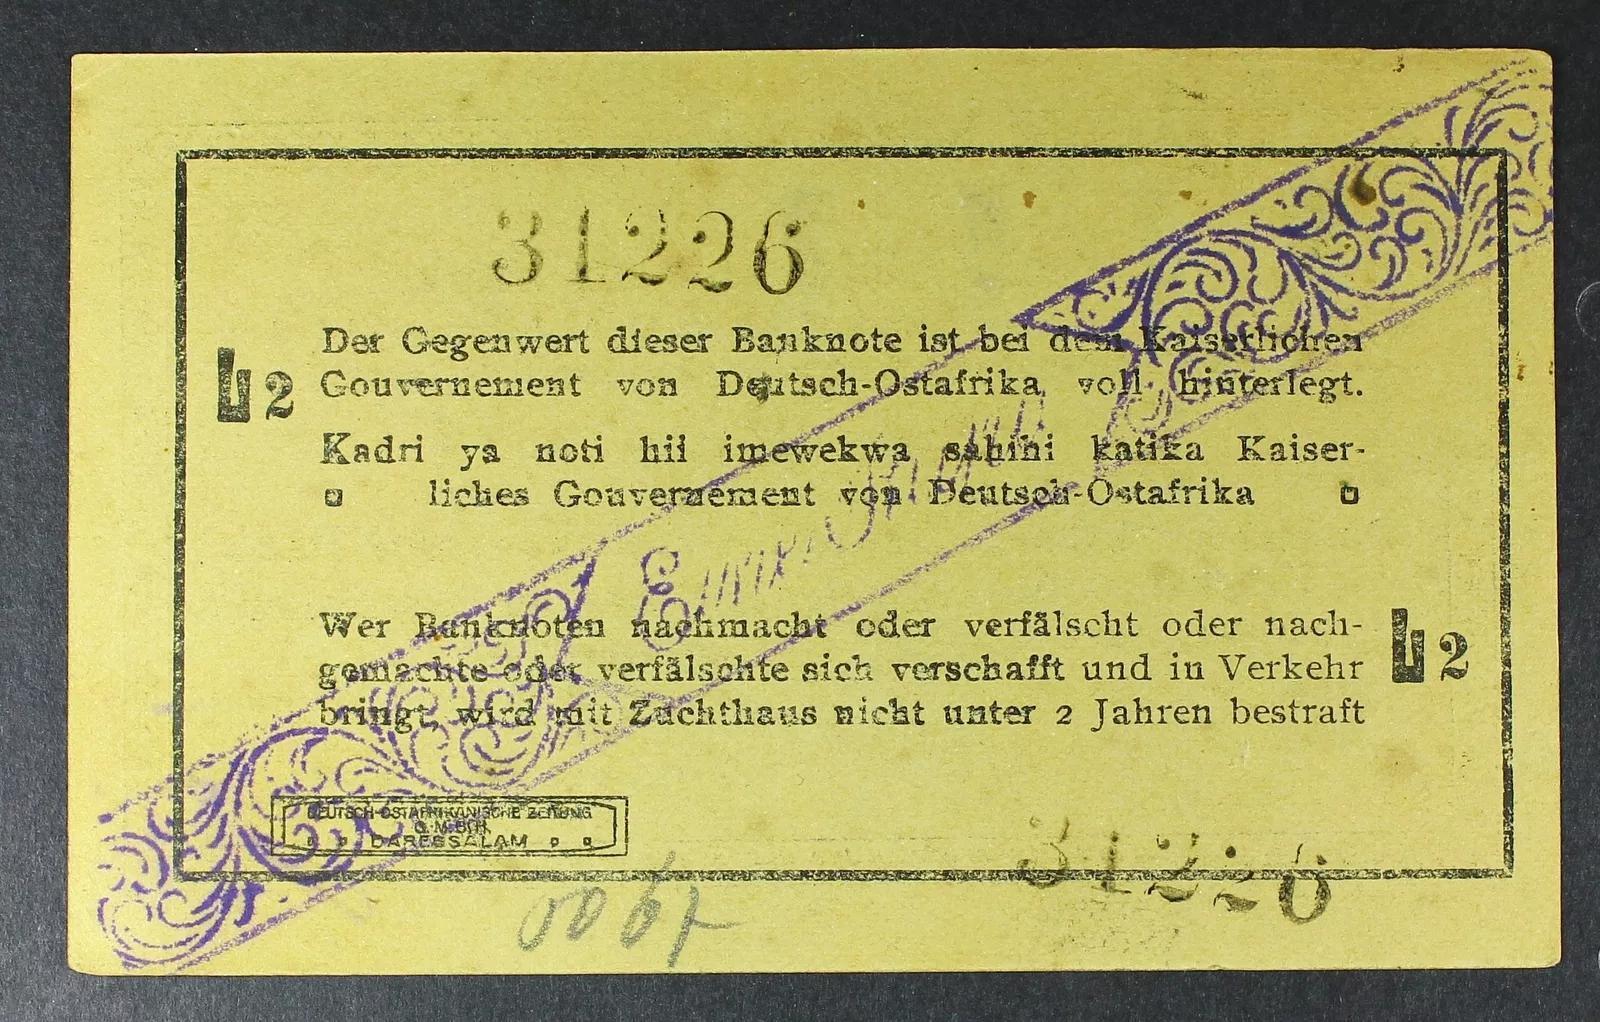 31226
Der Gegenwert dieser Banknote ist bei dem Kaiserlichen
Gouvernement von Deutsch-Ostafrika voll hinterlegt.
2
Kadri ya noti hii imewekwa sahihi katika Kaiser-
liches Gouvernement von Deutsch-Ostafrika
Wer Banknoten nachmacht oder verfälscht oder nach-
gemachte oder verfälschte sich verschafft und in Verkehr
bringt, wird mit Zuchthaus nicht unter 2 Jahren bestraft
2
DEUTSCH-OSTAFRIKANISCHE ZEITUNG
G.M.B.H.
DARESSALAM
31226
0067